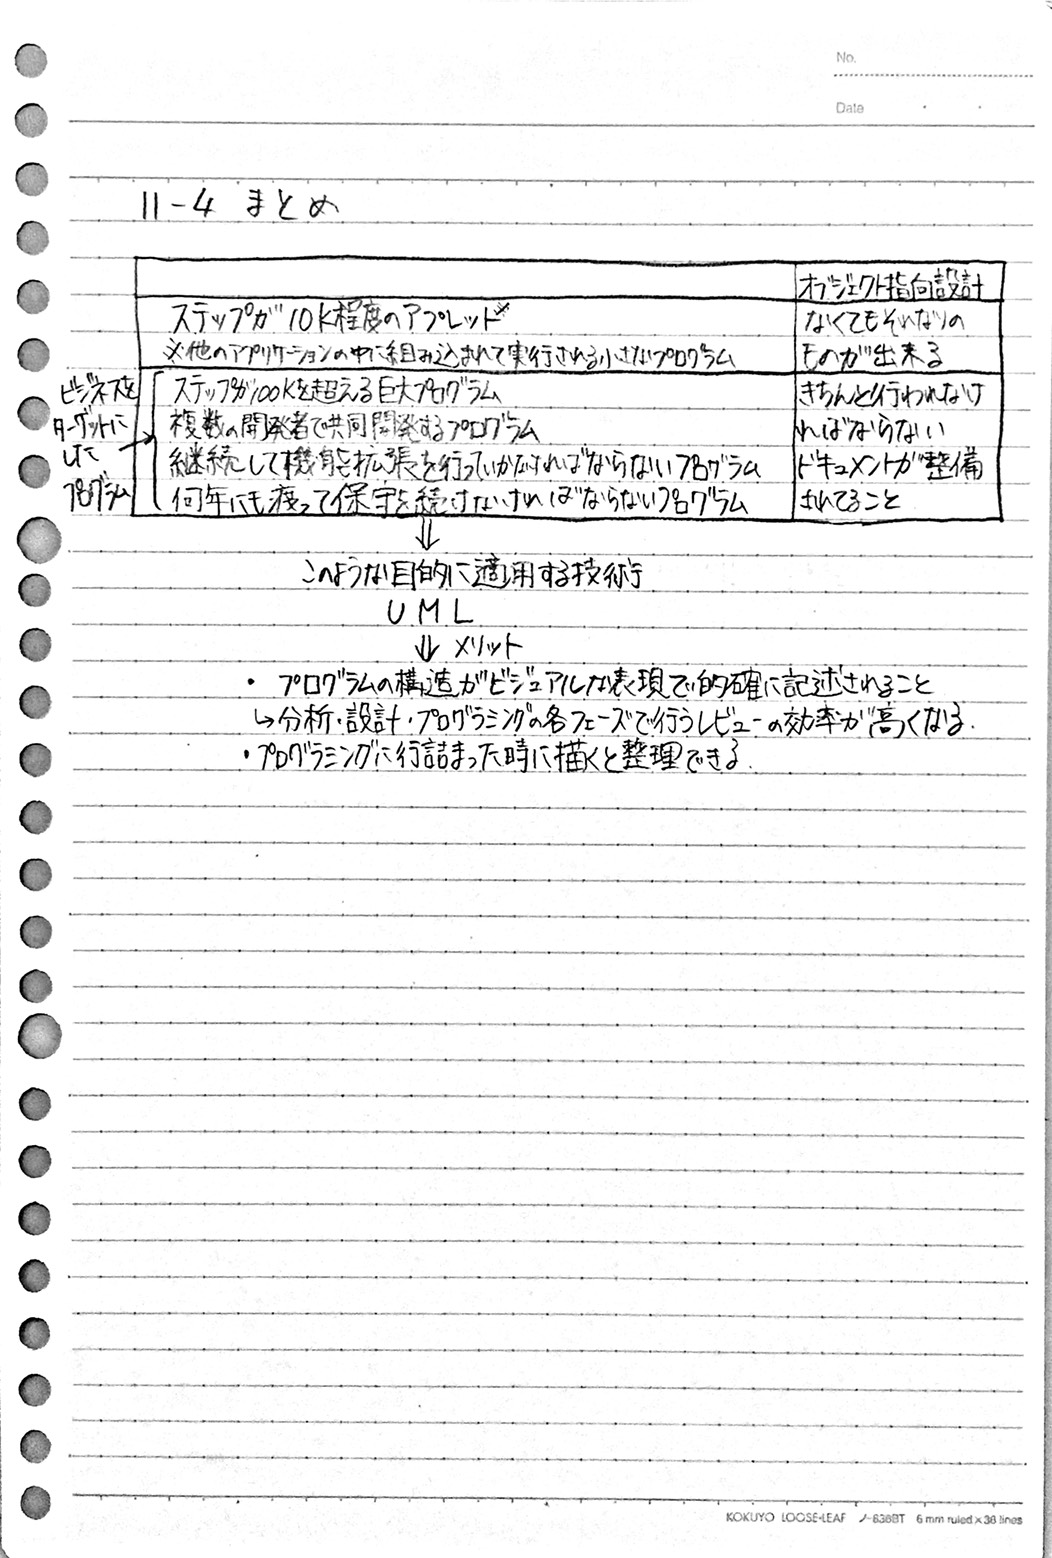 No.
Date
11-4 まとめ
オブジェクト指向設計
ステップが10K程度のアプレッド※
※他のアプリケーションの中に組み込まれて実行される小さなプログラム
なくてもそれなりの
ものが出来る
ビジネスを
ターゲットに
した
プログラム
ステップが100Kを超える巨大プログラム
複数の開発者で共同開発するプログラム
継続して機能拡張を行っていかなければならないプログラム
何年にも渡って保守を続けなければならないプログラム
きちんと行われなけ
ればならない
ドキュメントが整備
されてること
⇓
このような目的に適用する技術
UML
⇓ メリット
・プログラムの構造がビジュアルな表現で的確に記述されること
↳分析・設計・プログラミングの各フェーズで行うレビューの効率が高くなる.
・プログラミングに行詰まった時に描くと整理できる.
KOKUYO LOOSE-LEAF ノ-836BT 6 mm ruled×36 lines